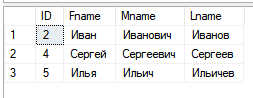 ID Fname Mname Lname
1 2 Иван Иванович Иванов
2 4 Сергей Сергеевич Сергеев
3 5 Илья Ильич Ильичев